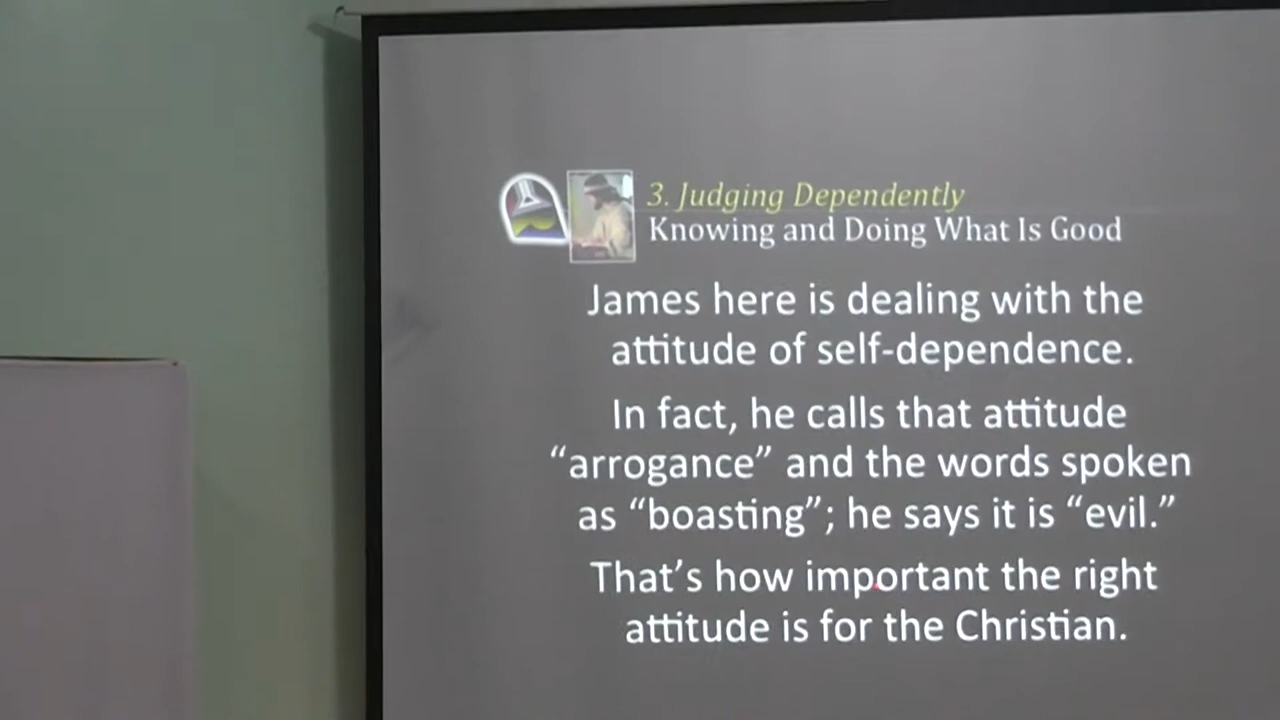 3. Judging Dependently
Knowing and Doing What Is Good
James here is dealing with the
attitude of self-dependence.
In fact, he calls that attitude
“arrogance” and the words spoken
as “boasting”; he says it is “evil.”
That’s how important the right
attitude is for the Christian.